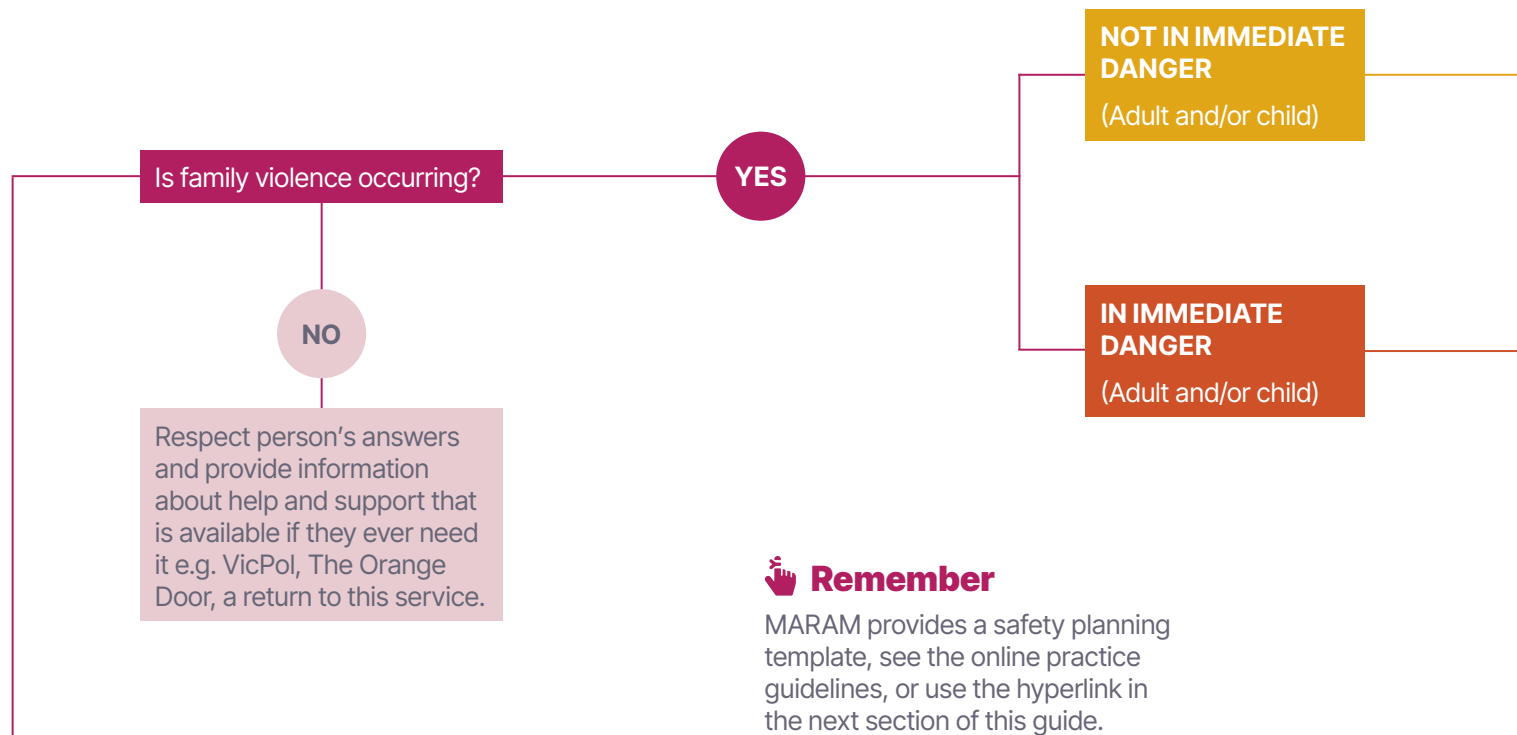 Is family violence occurring?
YES
NOT IN IMMEDIATE
DANGER
(Adult and/or child)
IN IMMEDIATE
DANGER
(Adult and/or child)
NO
Respect person’s answers
and provide information
about help and support that
is available if they ever need
it e.g. VicPol, The Orange
Door, a return to this service.
Remember
MARAM provides a safety planning
template, see the online practice
guidelines, or use the hyperlink in
the next section of this guide.